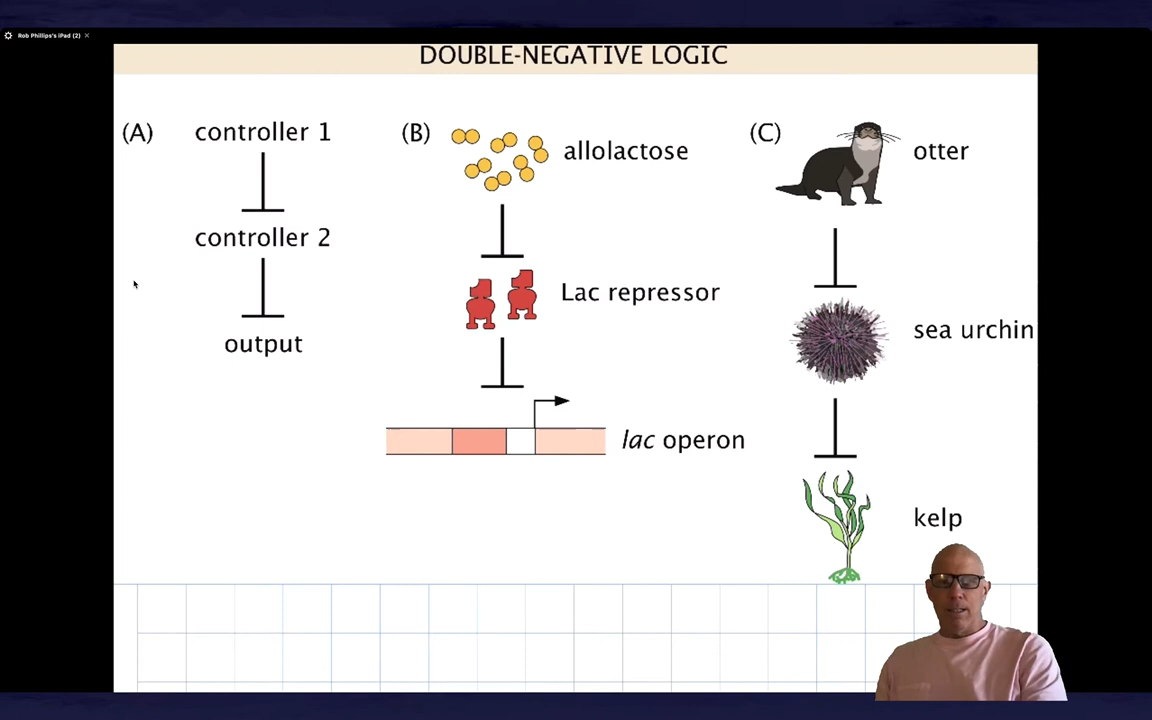 Rob Phillips's iPad (2)
DOUBLE-NEGATIVE LOGIC
(A)
controller 1
controller 2
output
(B)
allolactose
Lac repressor
lac operon
(C)
otter
sea urchin
kelp